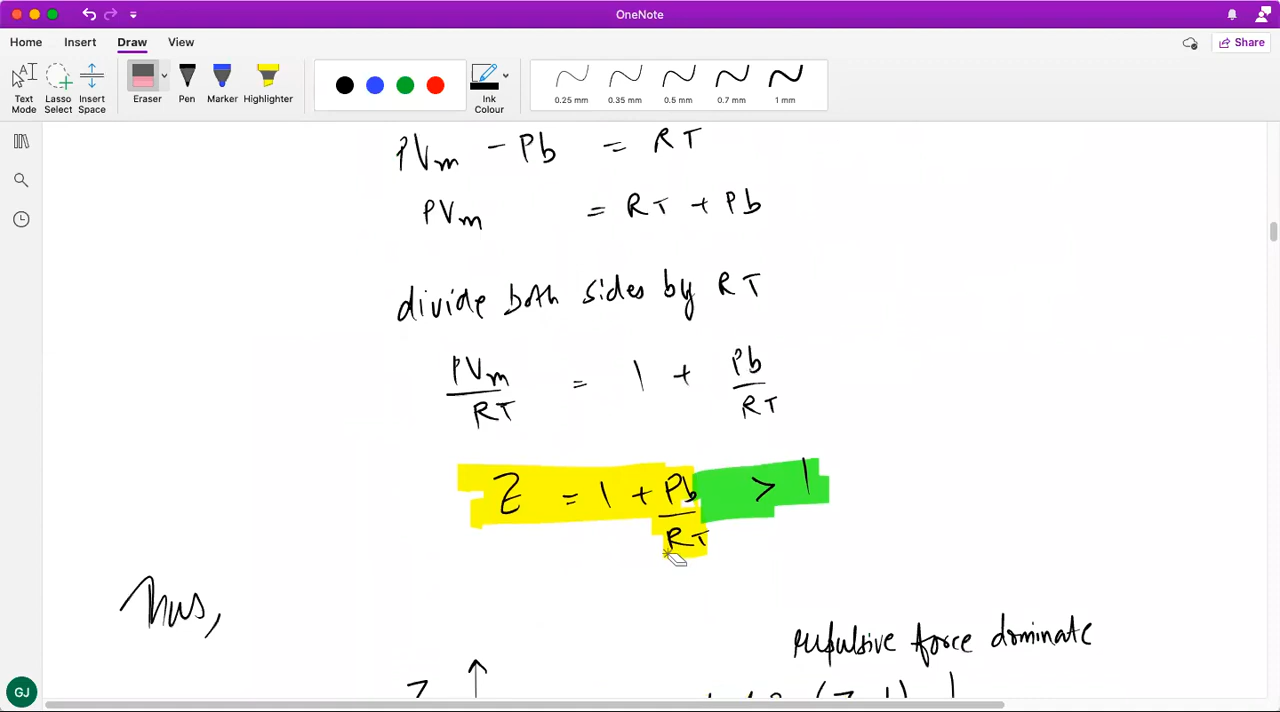 OneNote
Home Insert Draw View
Share
Text Mode
Lasso Select
Insert Space
Eraser
Pen
Marker
Highlighter
Ink Colour
0.25 mm 0.35 mm 0.5 mm 0.7 mm 1 mm
PVm - Pb = RT
PVm = RT + Pb
divide both sides by RT
PVm/RT = 1 + Pb/RT
Z = 1 + Pb/RT > 1
Thus,
repulsive force dominate
Z
GJ